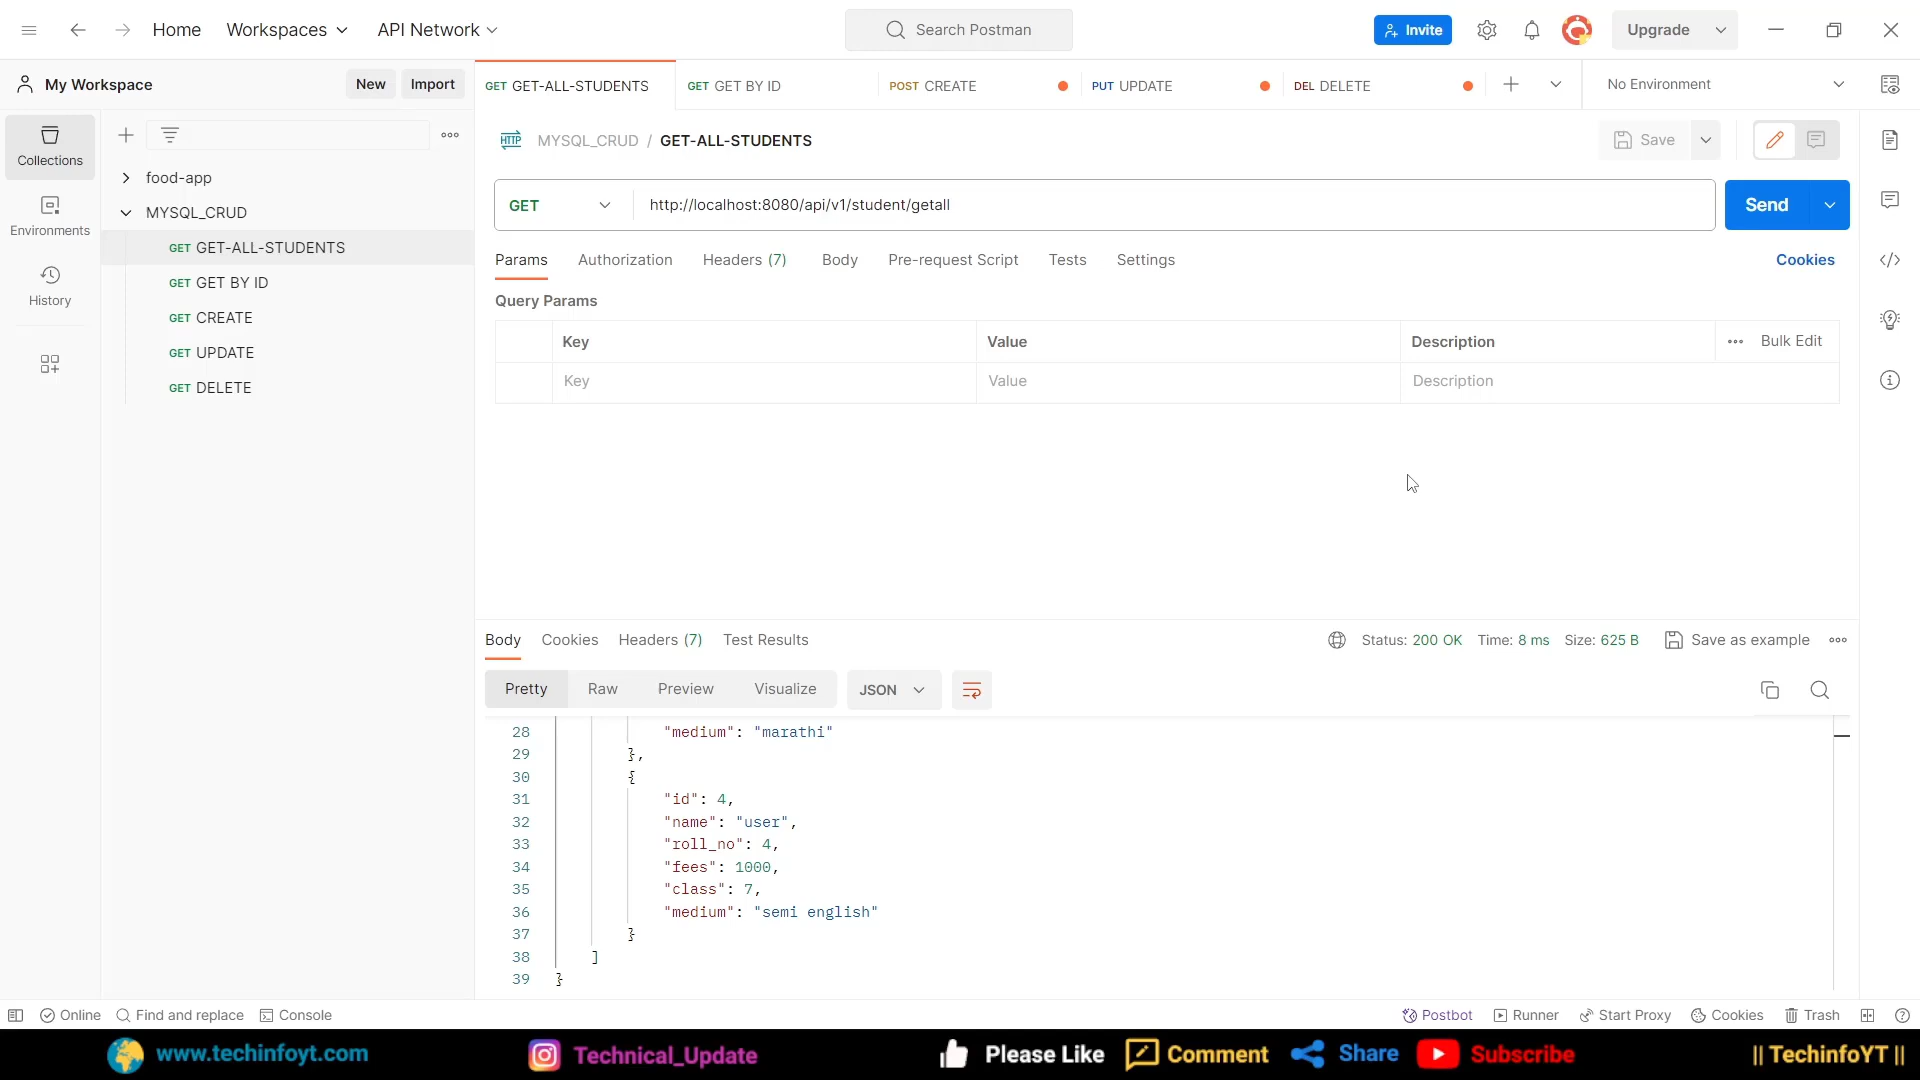 Home Workspaces API Network Search Postman Invite Upgrade
My Workspace New Import GET GET-ALL-STUDENTS GET GET BY ID POST CREATE PUT UPDATE DEL DELETE No Environment
Collections
Environments
History
food-app
MYSQL_CRUD
GET GET-ALL-STUDENTS
GET GET BY ID
GET CREATE
GET UPDATE
GET DELETE
HTTP MYSQL_CRUD / GET-ALL-STUDENTS Save
GET http://localhost:8080/api/v1/student/getall Send
Params Authorization Headers (7) Body Pre-request Script Tests Settings Cookies
Query Params
Key Value Description Bulk Edit
Key Value Description
Body Cookies Headers (7) Test Results Status: 200 OK Time: 8 ms Size: 625 B Save as example
Pretty Raw Preview Visualize JSON
28 "medium": "marathi"
29 },
30 {
31 "id": 4,
32 "name": "user",
33 "roll_no": 4,
34 "fees": 1000,
35 "class": 7,
36 "medium": "semi english"
37 }
38 ]
39 }
Online Find and replace Console Postbot Runner Start Proxy Cookies Trash
www.techinfoyt.com Technical_Update Please Like Comment Share Subscribe || TechinfoYT ||